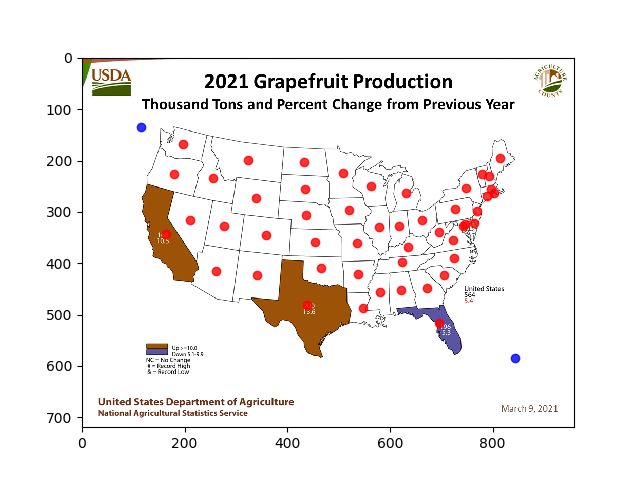 USDA
2021 Grapefruit Production
Thousand Tons and Percent Change from Previous Year
AGRICULTURE
COUNTS
United States
564
5.4
Up >=10.0
Down 5.1-9.9
NC = No Change
# = Record High
& = Record Low
United States Department of Agriculture
National Agricultural Statistics Service
March 9, 2021
0
100
200
300
400
500
600
700
0
200
400
600
800